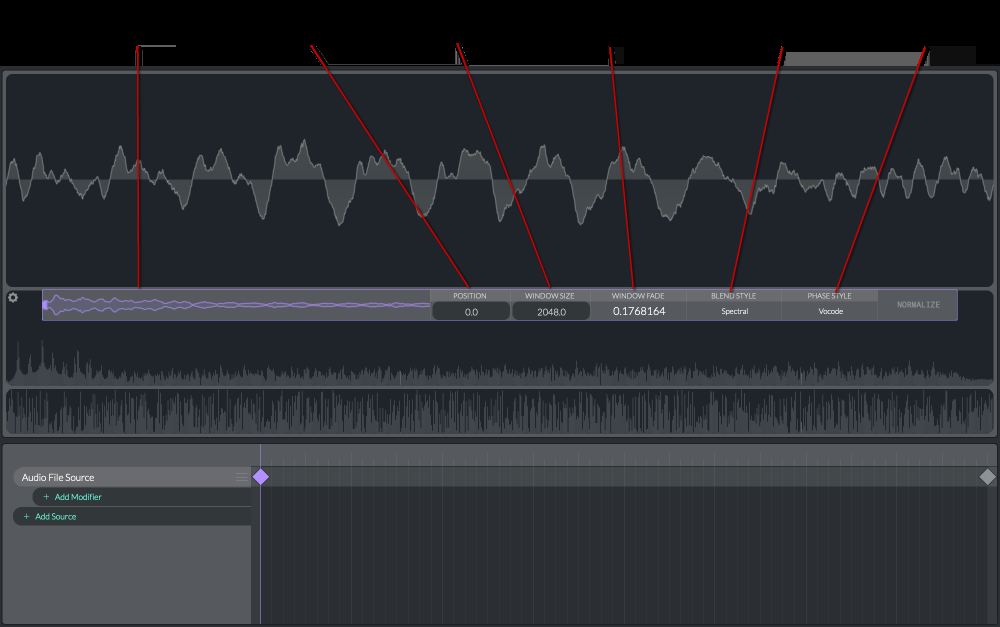 POSITION WINDOW SIZE WINDOW FADE BLEND STYLE PHASE STYLE
NORMALIZE
0.0 2048.0 0.1768164 Spectral Vocode
Audio File Source
+ Add Modifier
+ Add Source